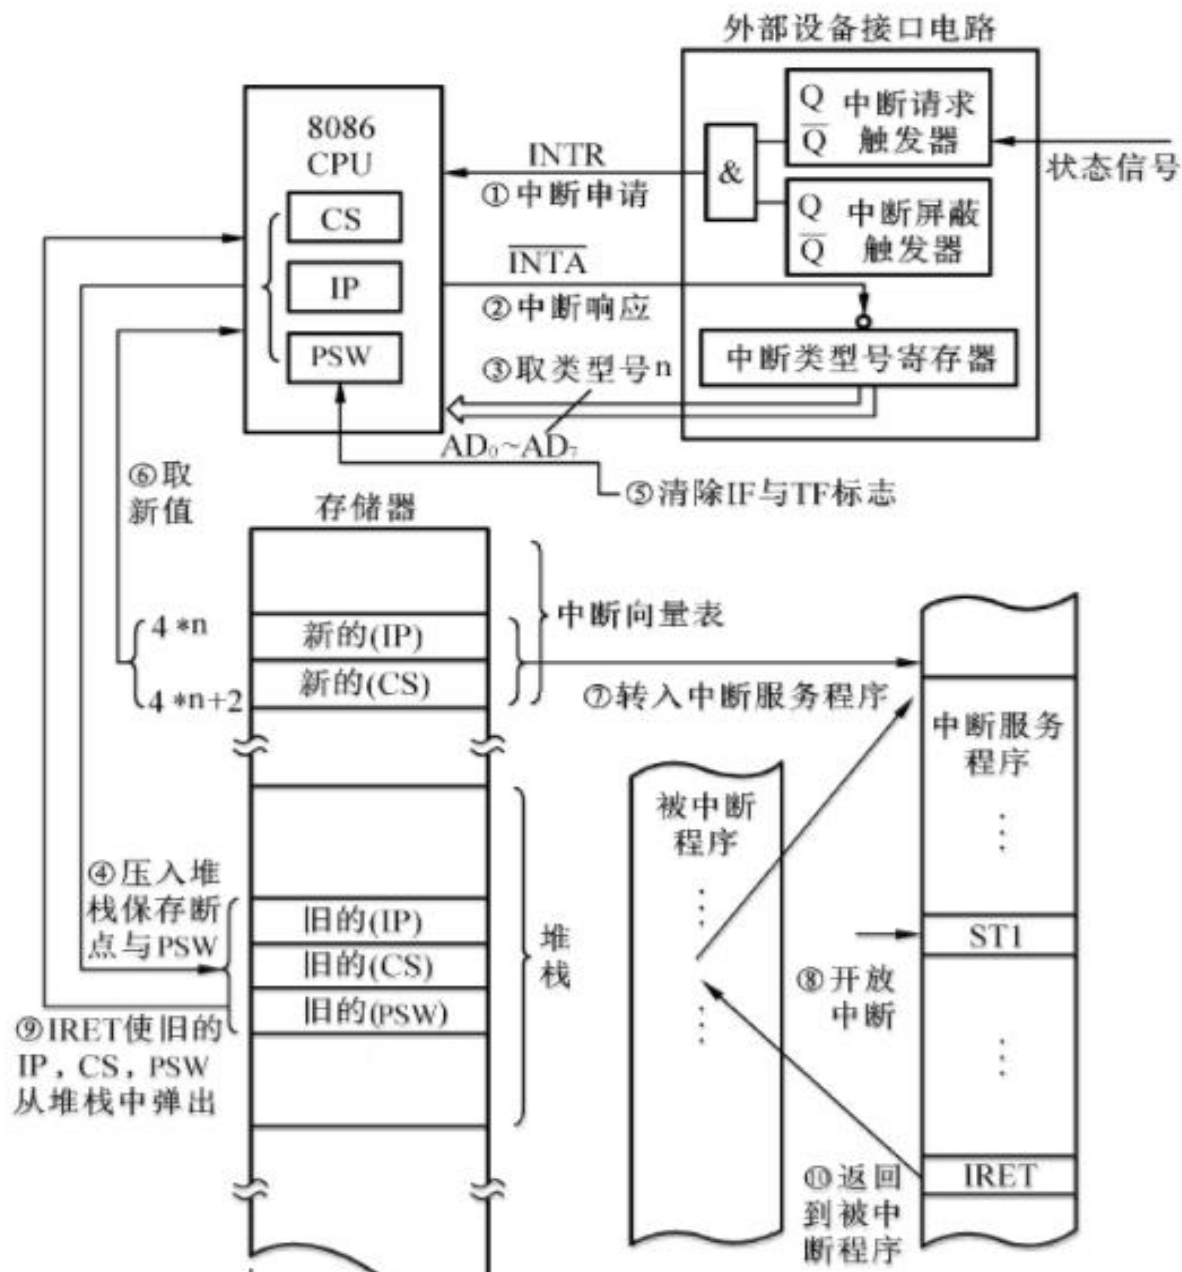 外部设备接口电路
8086
CPU
CS
IP
PSW
INTR
①中断申请
INTA
②中断响应
③取类型号n
AD₀~AD₇
&
Q 中断请求
Q 触发器
状态信号
Q 中断屏蔽
Q 触发器
中断类型号寄存器
⑤清除IF与TF标志
⑥取
新值
存储器
中断向量表
4*n
新的(IP)
4*n+2
新的(CS)
⑦转入中断服务程序
中断服务
程序
⋮
被中断
程序
⋮
⋮
④压入堆
栈保存断
点与PSW
旧的(IP)
旧的(CS)
旧的(PSW)
堆
栈
ST1
⑧开放
中断
⋮
⑨IRET使旧的
IP，CS，PSW
从堆栈中弹出
IRET
⑩返回
到被中
断程序